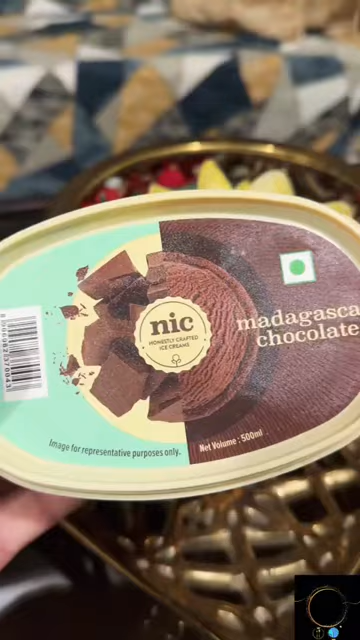 nic
HONESTLY CRAFTED
ICE CREAMS
madagasca
chocolate
Image for representative purposes only.
Net Volume : 500ml